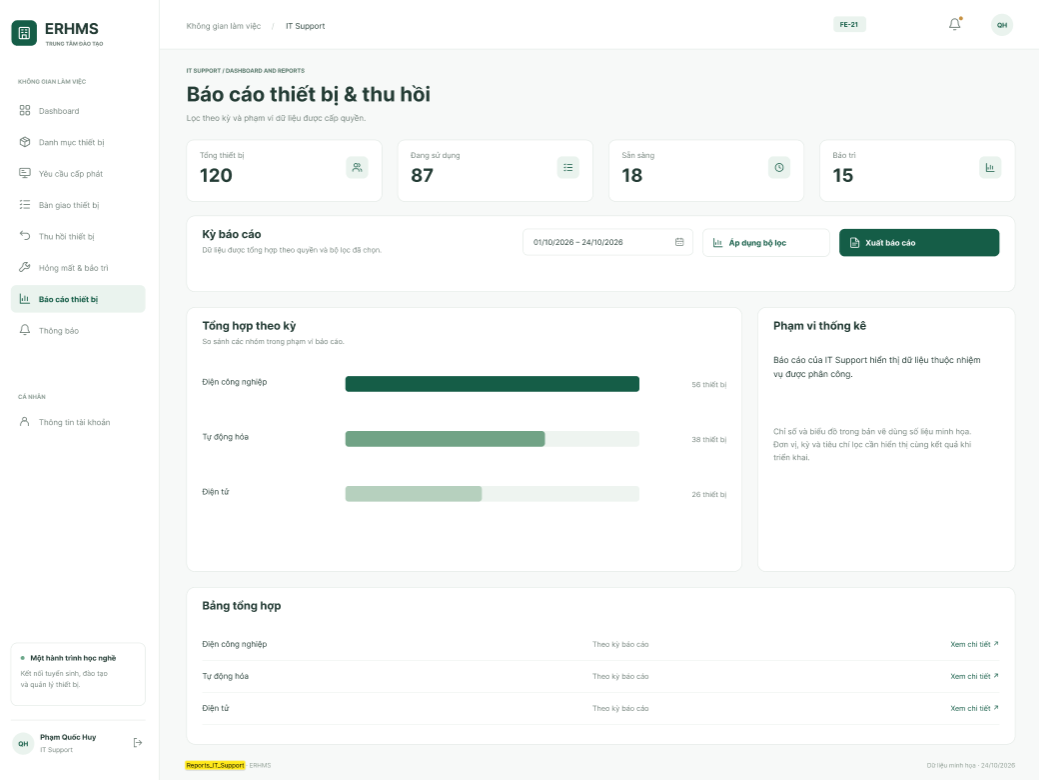 ERHMS
TRUNG TÂM ĐÀO TẠO
KHÔNG GIAN LÀM VIỆC
Dashboard
Danh mục thiết bị
Yêu cầu cấp phát
Bàn giao thiết bị
Thu hồi thiết bị
Hỏng mất & bảo trì
Báo cáo thiết bị
Thông báo
CÁ NHÂN
Thông tin tài khoản
Một hành trình học nghề
Kết nối tuyển sinh, đào tạo
và quản lý thiết bị.
QH
Phạm Quốc Huy
IT Support
Không gian làm việc / IT Support
FE-21
QH
IT SUPPORT / DASHBOARD AND REPORTS
Báo cáo thiết bị & thu hồi
Lọc theo kỳ và phạm vi dữ liệu được cấp quyền.
Tổng thiết bị
120
Đang sử dụng
87
Sẵn sàng
18
Bảo trì
15
Kỳ báo cáo
Dữ liệu được tổng hợp theo quyền và bộ lọc đã chọn.
01/10/2026 – 24/10/2026
Áp dụng bộ lọc
Xuất báo cáo
Tổng hợp theo kỳ
So sánh các nhóm trong phạm vi báo cáo.
Điện công nghiệp
56 thiết bị
Tự động hóa
38 thiết bị
Điện tử
26 thiết bị
Phạm vi thống kê
Báo cáo của IT Support hiển thị dữ liệu thuộc nhiệm
vụ được phân công.
Chỉ số và biểu đồ trong bản vẽ dùng số liệu minh họa.
Đơn vị, kỳ và tiêu chí lọc cần hiển thị cùng kết quả khi
triển khai.
Bảng tổng hợp
Điện công nghiệp Theo kỳ báo cáo Xem chi tiết ↗
Tự động hóa Theo kỳ báo cáo Xem chi tiết ↗
Điện tử Theo kỳ báo cáo Xem chi tiết ↗
Reports_IT_Support ERHMS
Dữ liệu minh họa · 24/10/2026